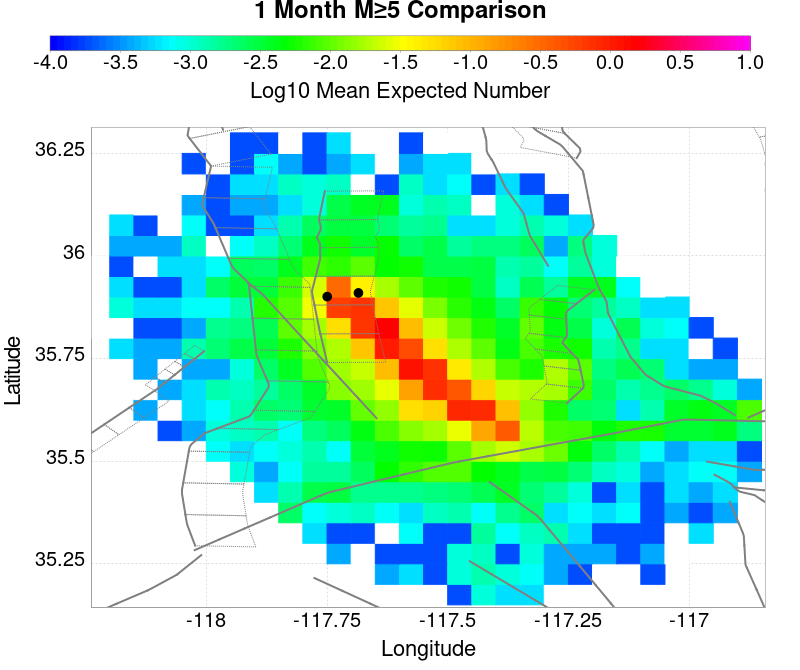 1 Month M≥5 Comparison
-4.0 -3.5 -3.0 -2.5 -2.0 -1.5 -1.0 -0.5 0.0 0.5 1.0
Log10 Mean Expected Number
36.25
36
35.75
35.5
35.25
Latitude
-118 -117.75 -117.5 -117.25 -117
Longitude